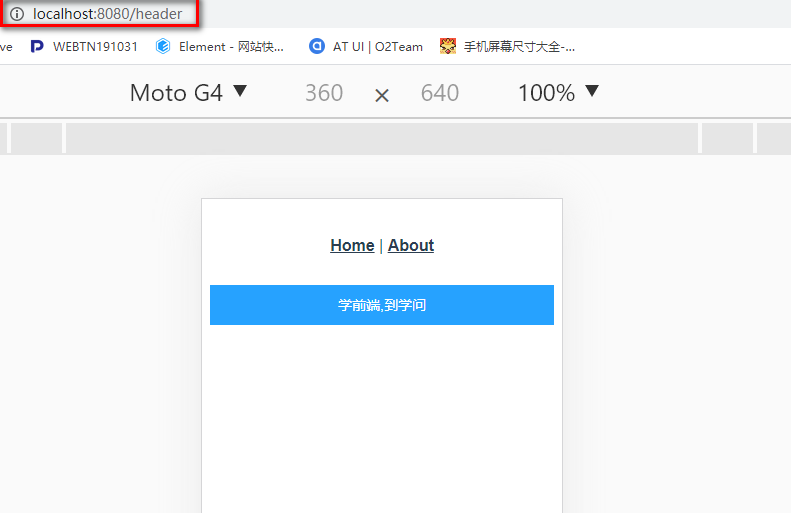 localhost:8080/header
ve WEBTN191031 Element - 网站快... AT UI | O2Team 手机屏幕尺寸大全-...
Moto G4 ▼ 360 × 640 100% ▼
Home | About
学前端,到学问